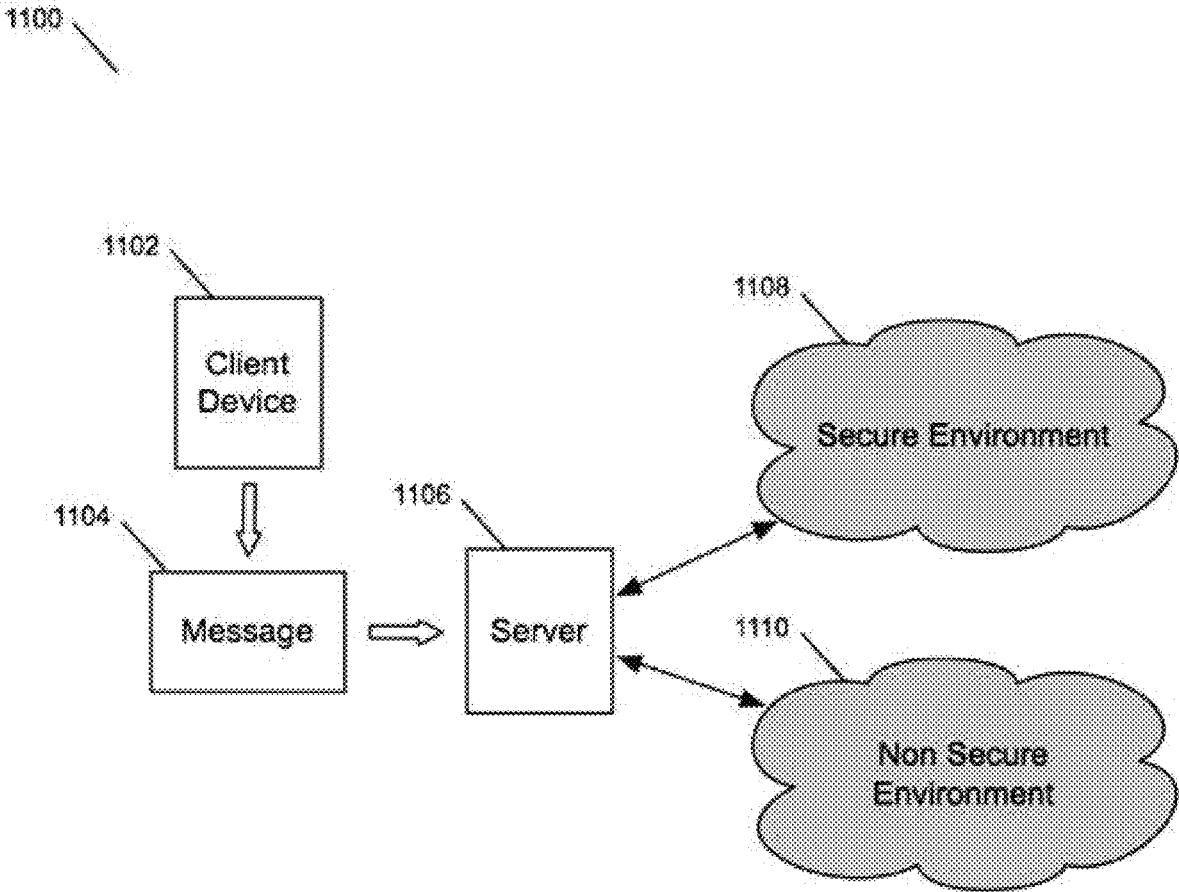 1100
1102
Client
Device
1104
Message
1106
Server
1108
Secure Environment
1110
Non Secure
Environment